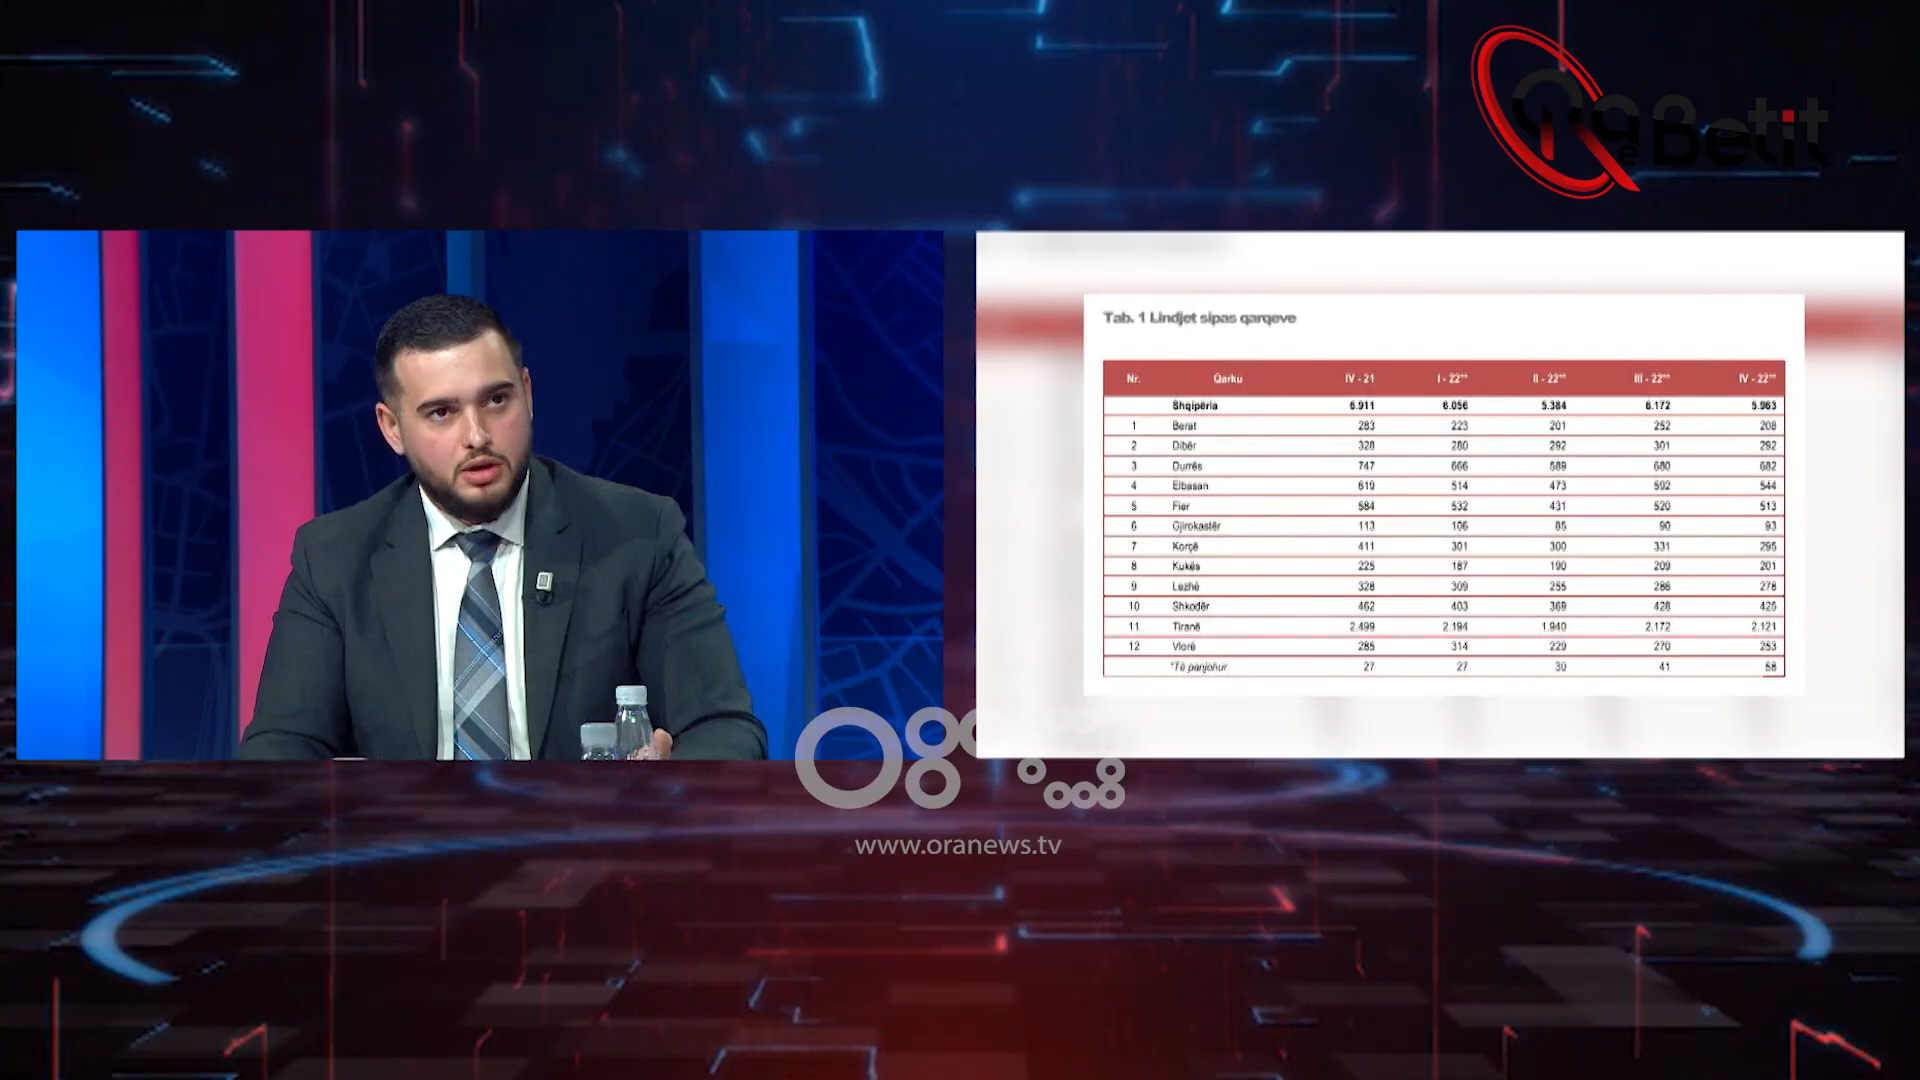 Ora e Betit
Tab. 1 Lindjet sipas qarqeve
Nr. Qarku IV - 21 I - 22** II - 22** III - 22** IV - 22**
Shqipëria 6.911 6.056 5.384 6.172 5.963
1 Berat 283 223 201 252 208
2 Dibër 328 280 292 301 292
3 Durrës 747 666 589 680 682
4 Elbasan 619 514 473 592 544
5 Fier 584 532 431 520 513
6 Gjirokastër 113 106 85 90 93
7 Korçë 411 301 300 331 295
8 Kukës 225 187 190 209 201
9 Lezhë 328 309 255 286 278
10 Shkodër 462 403 369 428 425
11 Tiranë 2.499 2.194 1.940 2.172 2.121
12 Vlorë 285 314 229 270 253
*Të panjohur 27 27 30 41 58
www.oranews.tv